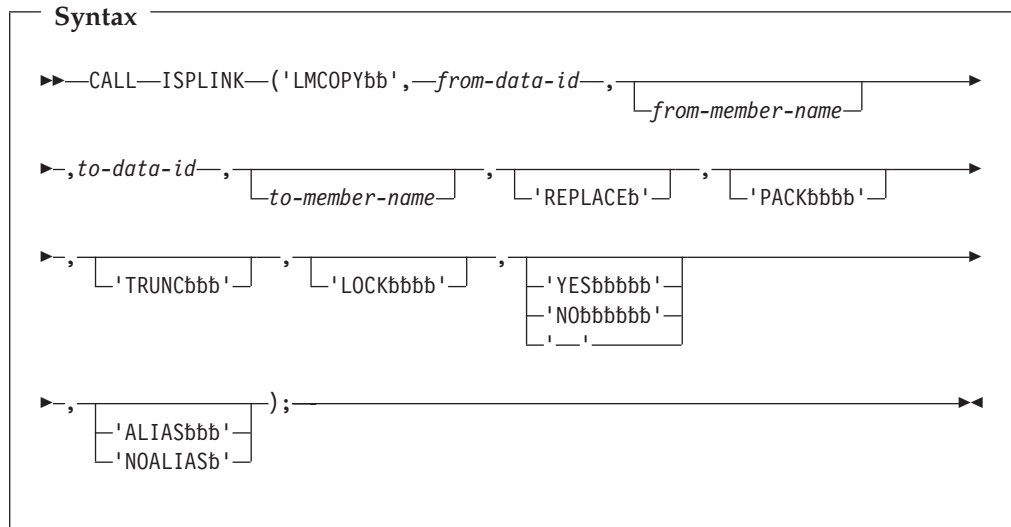 Syntax
►►—CALL—ISPLINK—('LMCOPYƀƀ',—from-data-id—,
from-member-name
►—,to-data-id—,
to-member-name
,
'REPLACEƀ'
,
'PACKƀƀƀƀ'
►—,
'TRUNCƀƀƀ'
,
'LOCKƀƀƀƀ'
,
'YESƀƀƀƀƀ'
'NOƀƀƀƀƀƀ'
'—'
►—,
'ALIASƀƀƀ'
'NOALIASƀ'
);